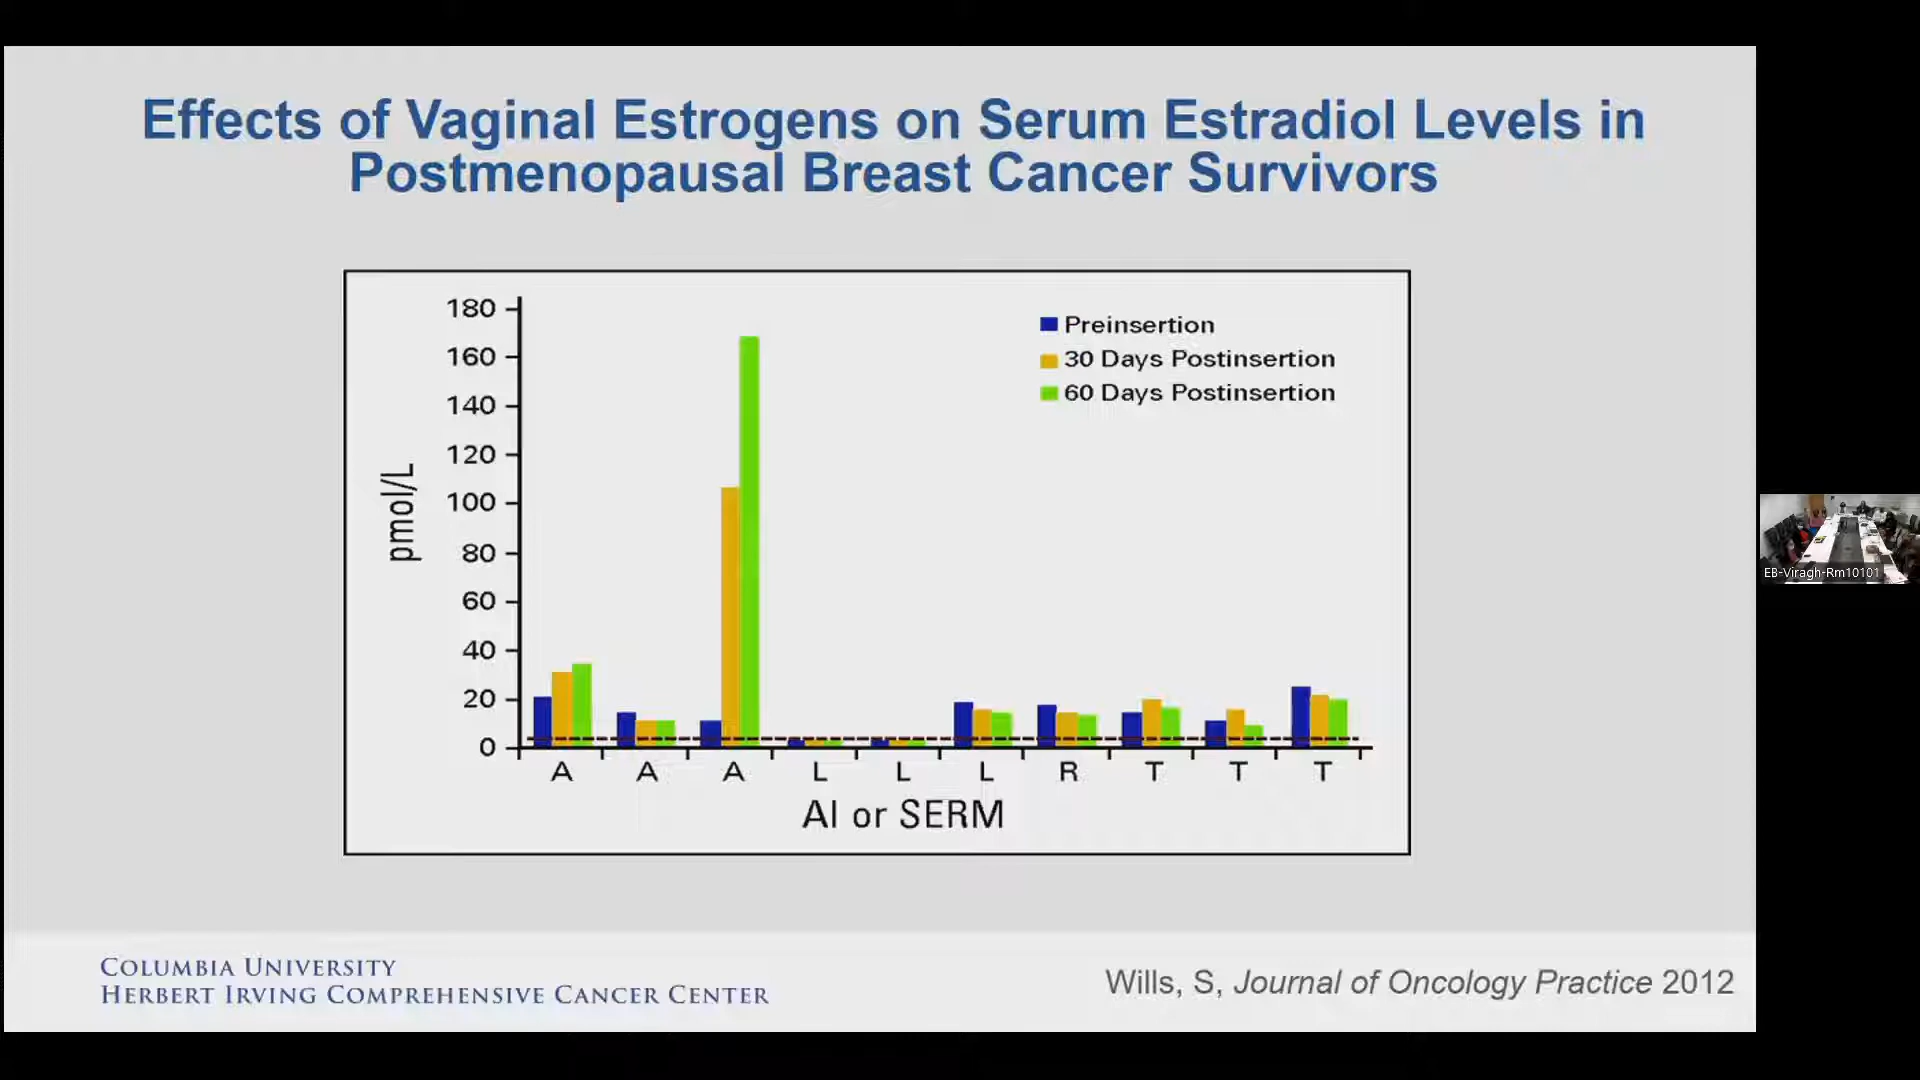 Effects of Vaginal Estrogens on Serum Estradiol Levels in
Postmenopausal Breast Cancer Survivors
180
160
140
120
100
80
60
40
20
0
pmol/L
Preinsertion
30 Days Postinsertion
60 Days Postinsertion
A A A L L L R T T T
AI or SERM
COLUMBIA UNIVERSITY
HERBERT IRVING COMPREHENSIVE CANCER CENTER
Wills, S, Journal of Oncology Practice 2012
EB-Viragh-Rm10101